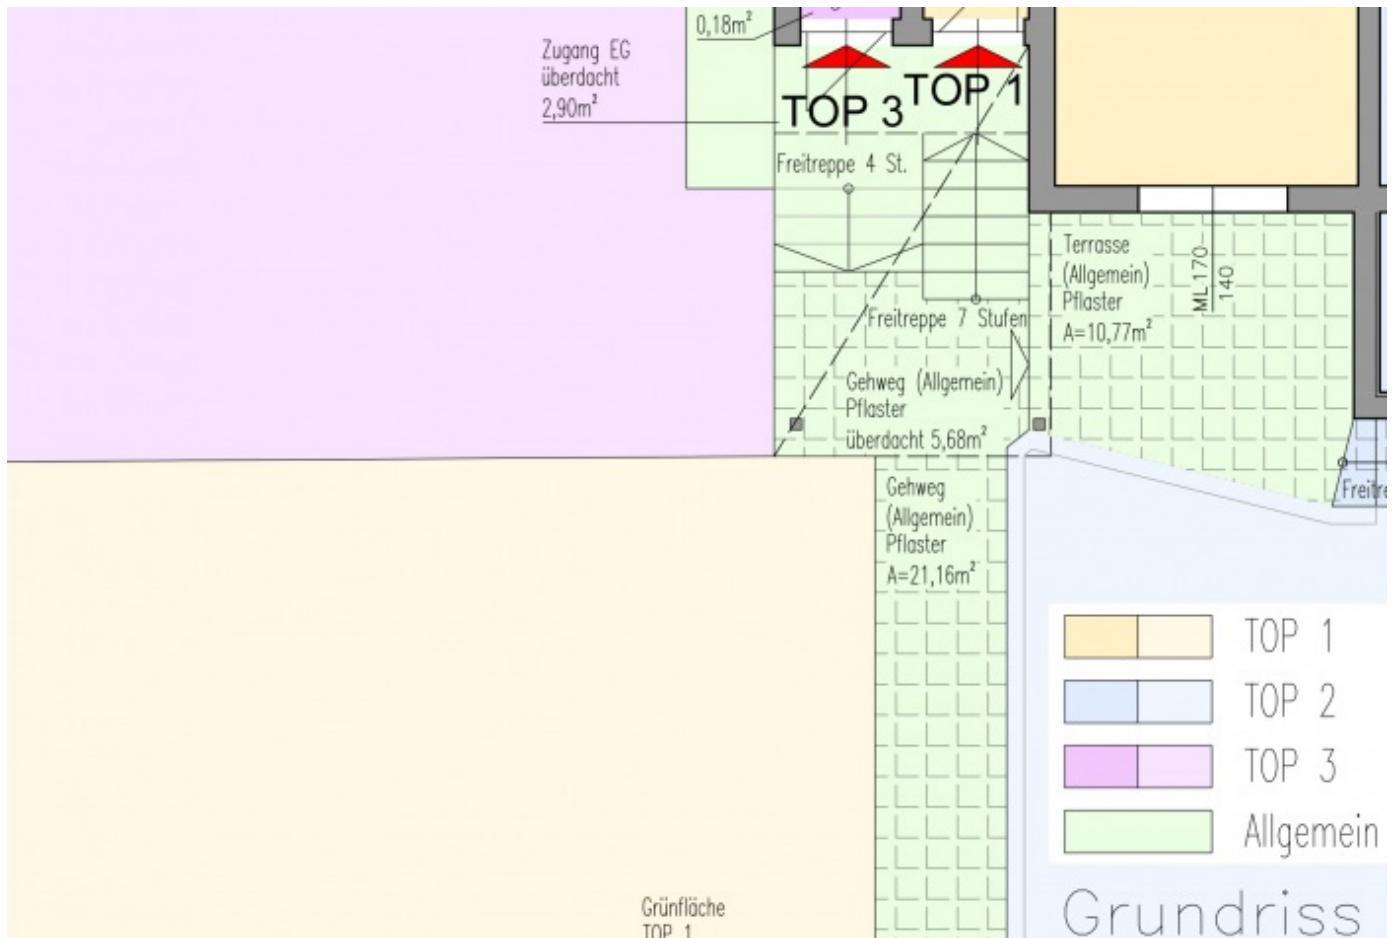 0,18m²
Zugang EG
überdacht
2,90m²
TOP 3
TOP 1
Freitreppe 4 St.
Freitreppe 7 Stufen
Terrasse
(Allgemein)
Pflaster
A=10,77m²
ML 170
140
Gehweg (Allgemein)
Pflaster
überdacht 5,68m²
Gehweg
(Allgemein)
Pflaster
A=21,16m²
TOP 1
TOP 2
TOP 3
Allgemein
Grundriss
Grünfläche
TOP 1